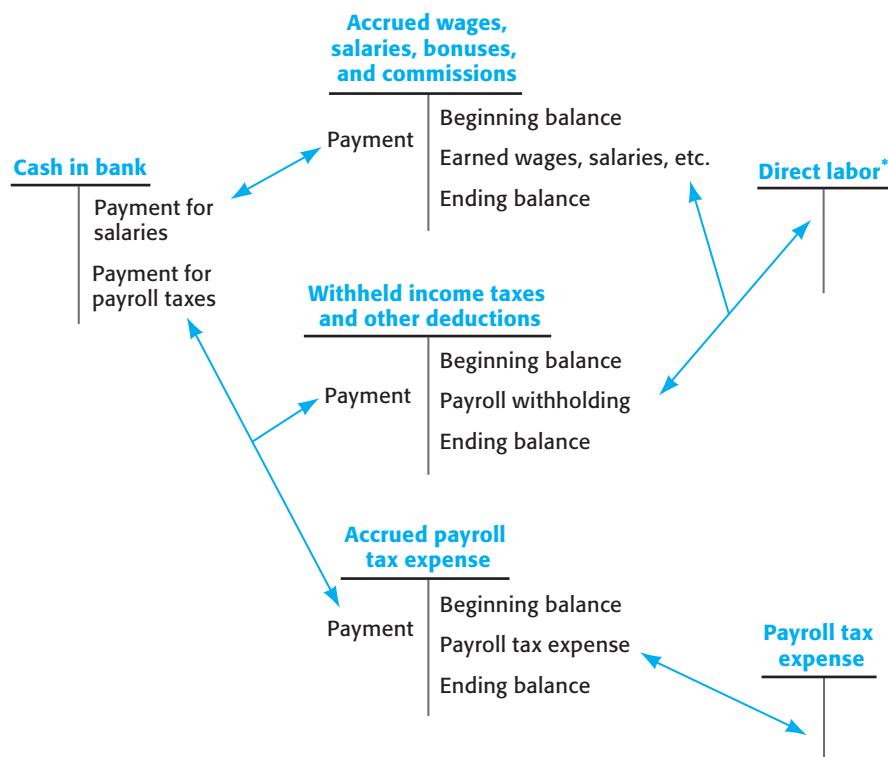 Accrued wages,
salaries, bonuses,
and commissions
Payment
Beginning balance
Earned wages, salaries, etc.
Ending balance
Cash in bank
Payment for
salaries
Payment for
payroll taxes
Direct labor*
Withheld income taxes
and other deductions
Payment
Beginning balance
Payroll withholding
Ending balance
Accrued payroll
tax expense
Payment
Beginning balance
Payroll tax expense
Ending balance
Payroll tax
expense